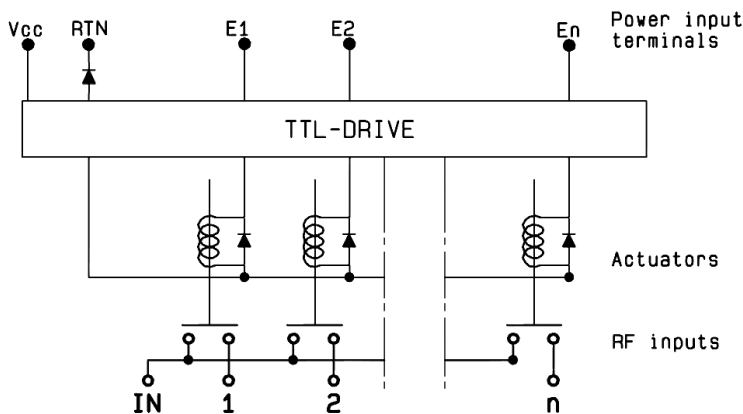 Vcc RTN E1 E2 En Power input
terminals
TTL-DRIVE
Actuators
RF inputs
IN 1 2 n